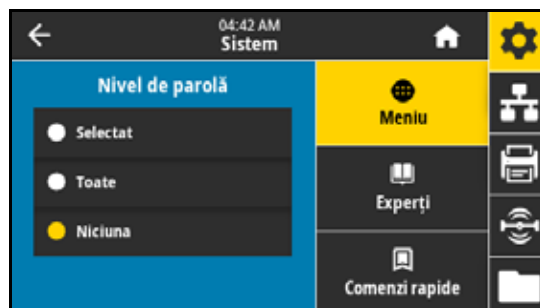 04:42 AM
Sistem
Nivel de parolă
Selectat
Toate
Niciuna
Meniu
Experți
Comenzi rapide